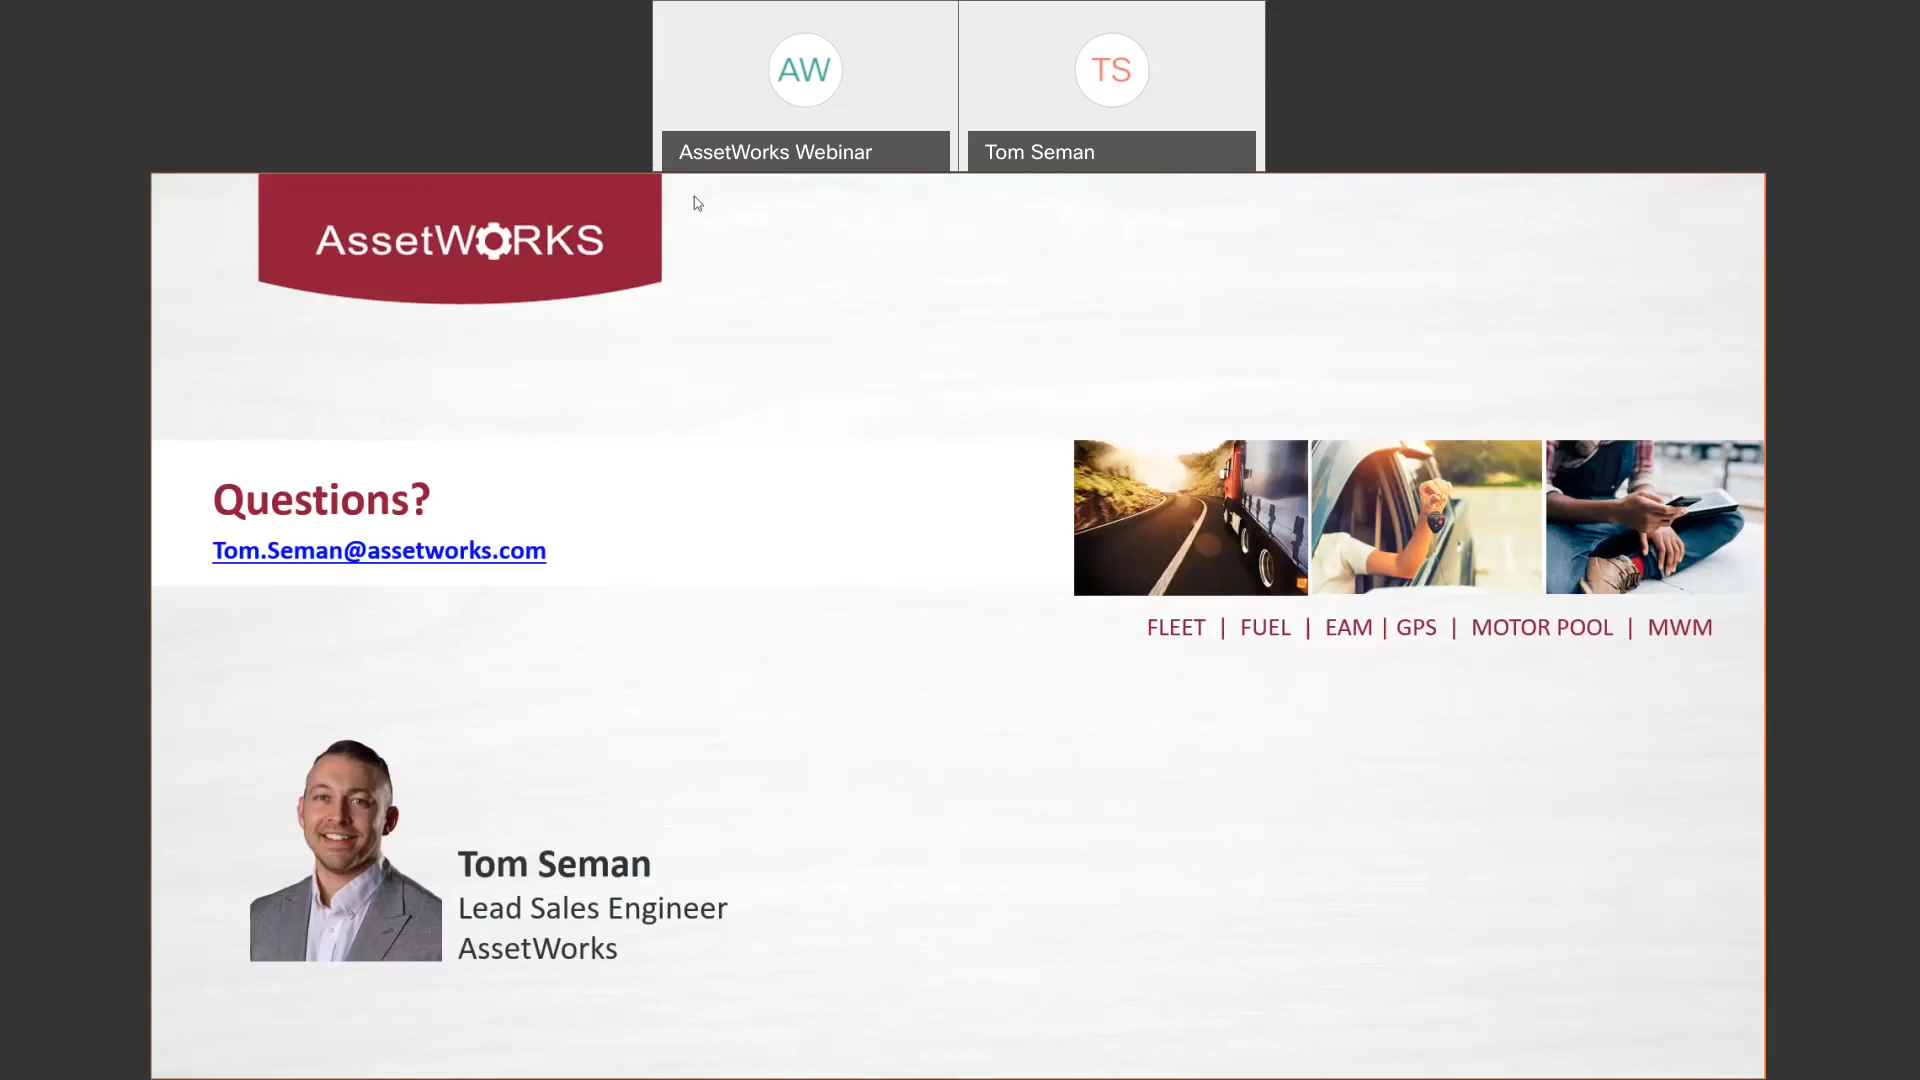 AW
TS
AssetWorks Webinar
Tom Seman
AssetWORKS
Questions?
Tom.Seman@assetworks.com
FLEET | FUEL | EAM | GPS | MOTOR POOL | MWM
Tom Seman
Lead Sales Engineer
AssetWorks